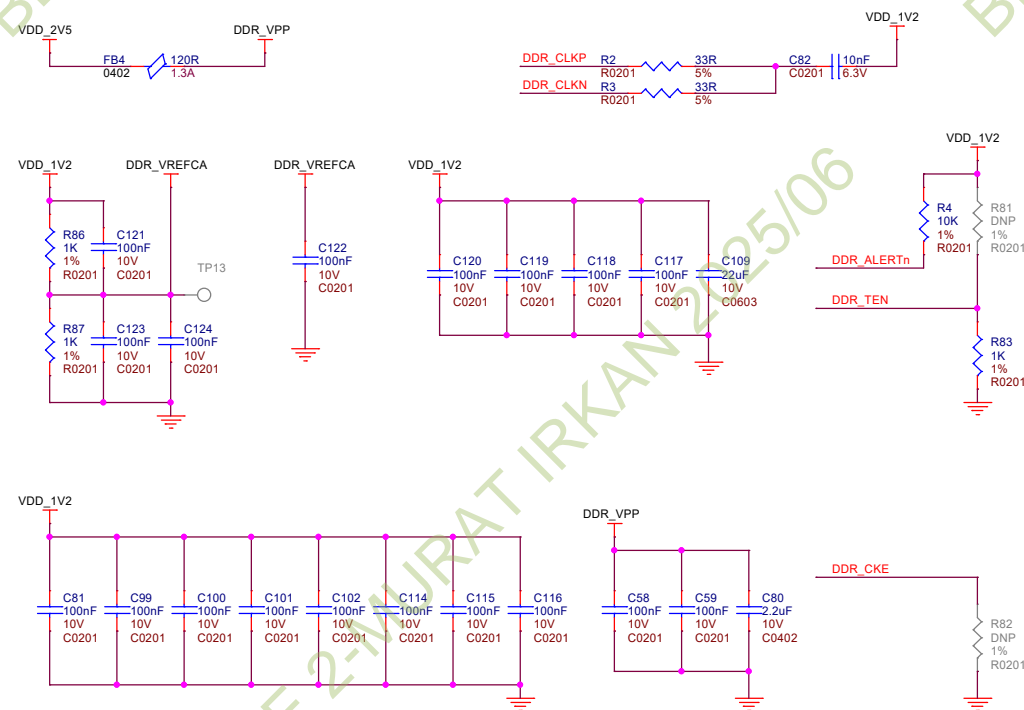 VDD_2V5
DDR_VPP
FB4
0402
120R
1.3A
DDR_CLKP
R2
R0201
33R
5%
DDR_CLKN
R3
R0201
33R
5%
C82
C0201
10nF
6.3V
VDD_1V2
VDD_1V2
DDR_VREFCA
R86
1K
1%
R0201
C121
100nF
10V
C0201
TP13
R87
1K
1%
R0201
C123
100nF
10V
C0201
C124
100nF
10V
C0201
DDR_VREFCA
C122
100nF
10V
C0201
VDD_1V2
C120
100nF
10V
C0201
C119
100nF
10V
C0201
C118
100nF
10V
C0201
C117
100nF
10V
C0201
C109
22uF
10V
C0603
VDD_1V2
R4
10K
1%
R0201
R81
DNP
1%
R0201
DDR_ALERTn
DDR_TEN
R83
1K
1%
R0201
VDD_1V2
C81
100nF
10V
C0201
C99
100nF
10V
C0201
C100
100nF
10V
C0201
C101
100nF
10V
C0201
C102
100nF
10V
C0201
C114
100nF
10V
C0201
C115
100nF
10V
C0201
C116
100nF
10V
C0201
DDR_VPP
C58
100nF
10V
C0201
C59
100nF
10V
C0201
C80
2.2uF
10V
C0402
DDR_CKE
R82
DNP
1%
R0201
2-MURAT IRKAN 2025/06